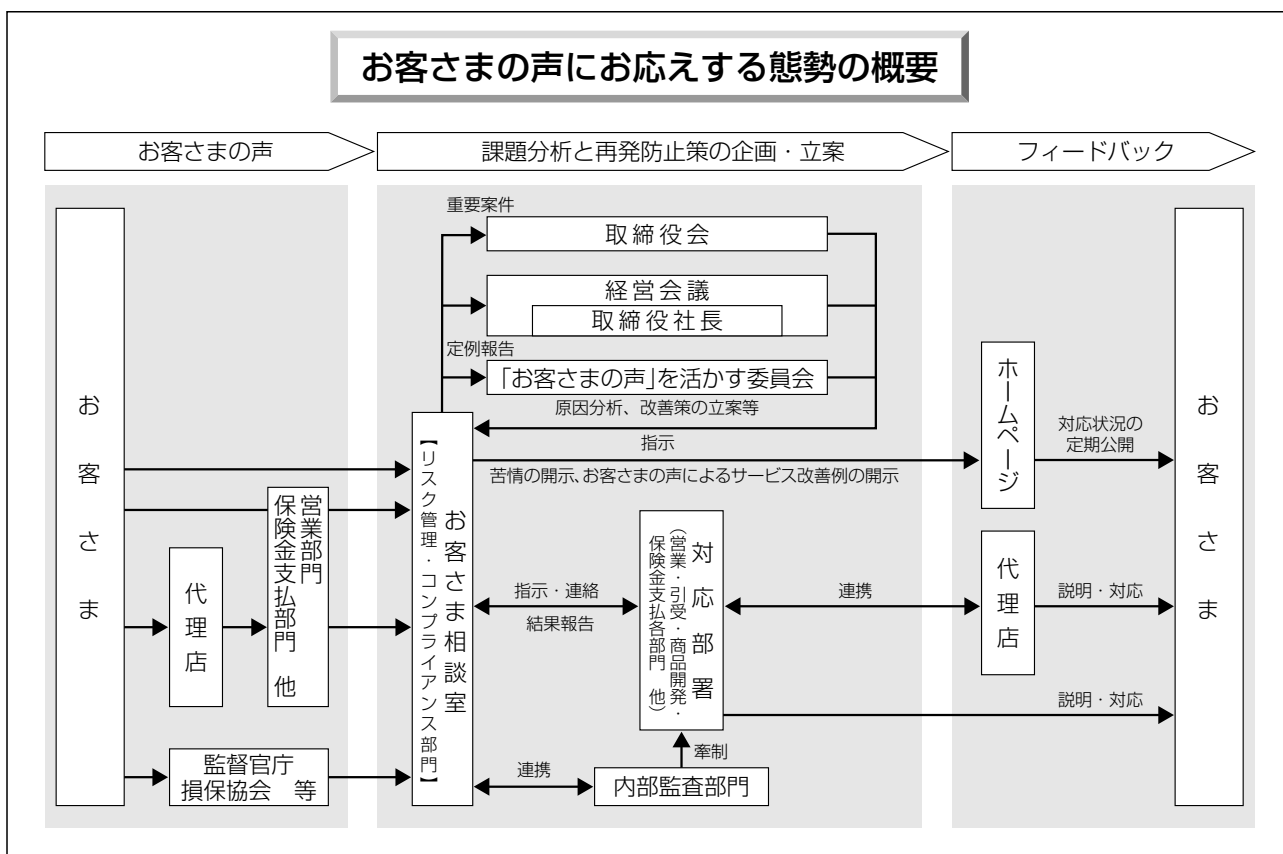 お客さまの声にお応えする態勢の概要
お客さまの声
課題分析と再発防止策の企画・立案
フィードバック
お客さま
代理店
営業部門
保険金支払部門 他
監督官庁
損保協会 等
お客さま相談室
【リスク管理・コンプライアンス部門】
重要案件
取締役会
経営会議
取締役社長
定例報告
「お客さまの声」を活かす委員会
原因分析、改善策の立案等
指示
苦情の開示、お客さまの声によるサービス改善例の開示
指示・連絡
結果報告
対応部署
(営業・引受・商品開発・
保険金支払各部門 他)
連携
牽制
連携
内部監査部門
ホームページ
対応状況の
定期公開
代理店
説明・対応
説明・対応
お客さま